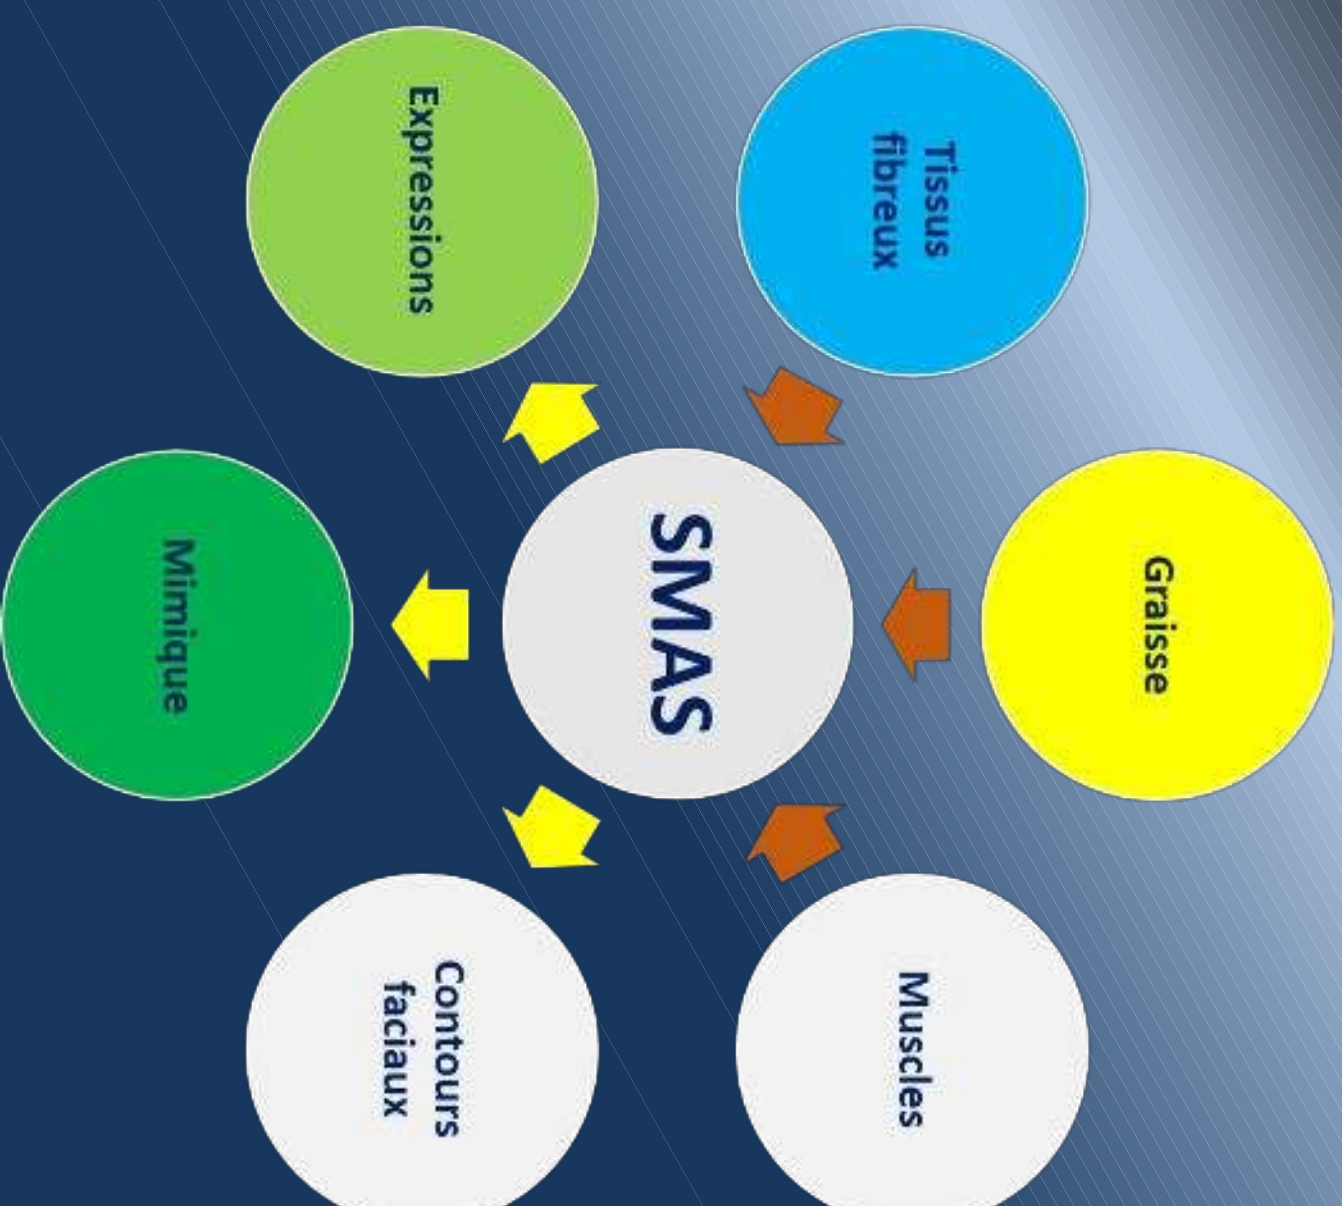 Tissus
fibreux
Graisse
Muscles
SMAS
Expressions
Mimique
Contours
faciaux